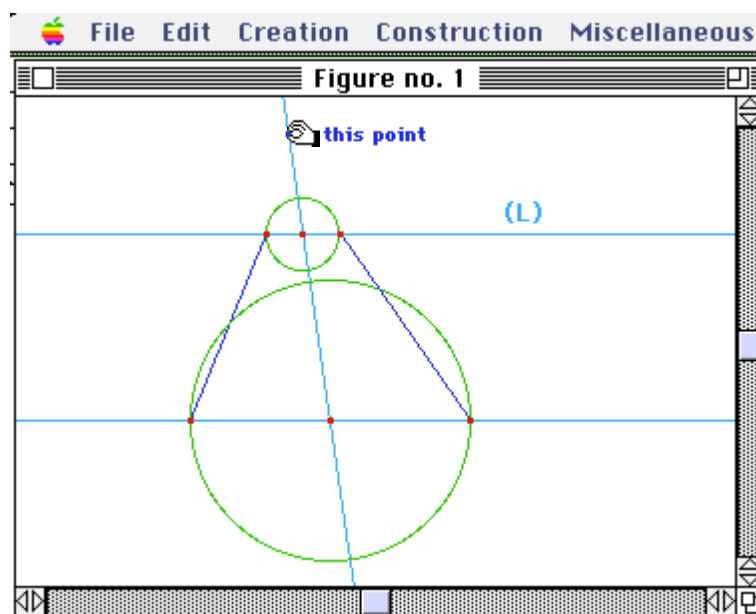 File Edit Creation Construction Miscellaneous
Figure no. 1
this point
(L)